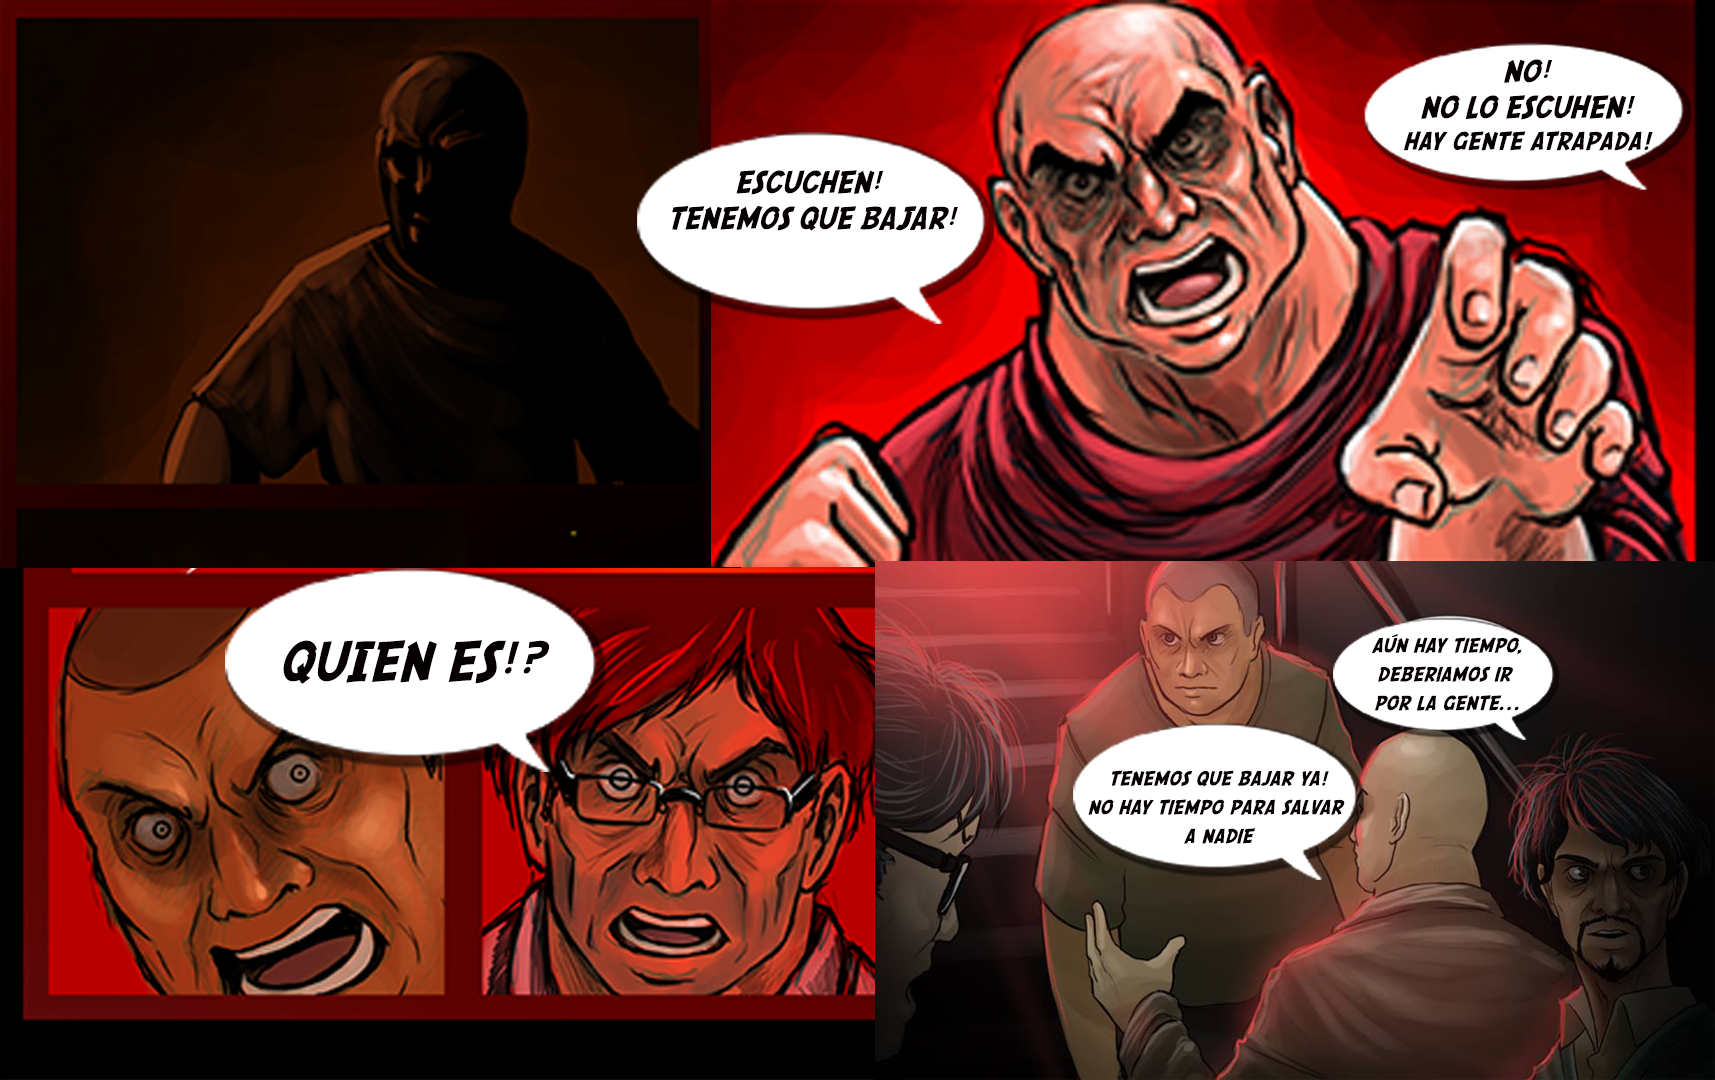 ESCUCHEN!
TENEMOS QUE BAJAR!
NO!
NO LO ESCUHEN!
HAY GENTE ATRAPADA!
QUIEN ES!?
AÚN HAY TIEMPO,
DEBERIAMOS IR
POR LA GENTE...
TENEMOS QUE BAJAR YA!
NO HAY TIEMPO PARA SALVAR
A NADIE